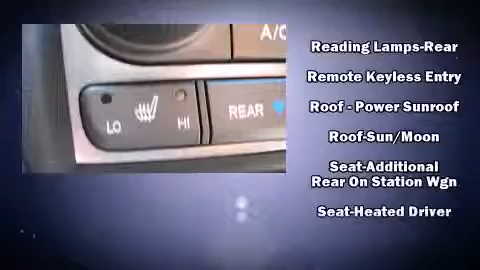 A/C
LO
HI
REAR
Reading Lamps-Rear
Remote Keyless Entry
Roof - Power Sunroof
Roof-Sun/Moon
Seat-Additional
Rear On Station Wgn
Seat-Heated Driver